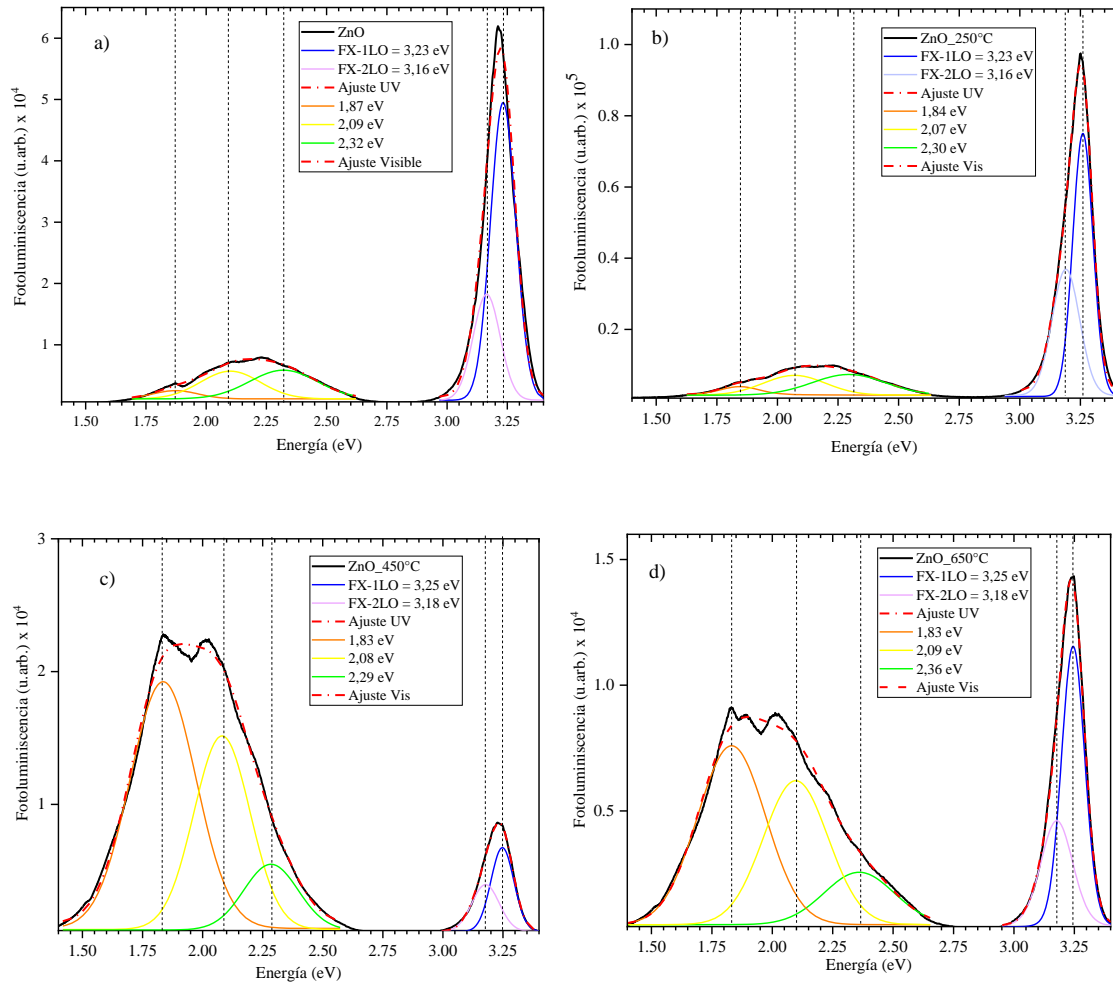 a)
ZnO
FX-1LO = 3,23 eV
FX-2LO = 3,16 eV
Ajuste UV
1,87 eV
2,09 eV
2,32 eV
Ajuste Visible
Fotoluminiscencia (u.arb.) x 10⁴
6
5
4
3
2
1
1.50 1.75 2.00 2.25 2.50 2.75 3.00 3.25
Energía (eV)
b)
ZnO_250°C
FX-1LO = 3,23 eV
FX-2LO = 3,16 eV
Ajuste UV
1,84 eV
2,07 eV
2,30 eV
Ajuste Vis
Fotoluminiscencia (u.arb.) x 10⁵
1.0
0.8
0.6
0.4
0.2
1.50 1.75 2.00 2.25 2.50 2.75 3.00 3.25
Energía (eV)
c)
ZnO_450°C
FX-1LO = 3,25 eV
FX-2LO = 3,18 eV
Ajuste UV
1,83 eV
2,08 eV
2,29 eV
Ajuste Vis
Fotoluminiscencia (u.arb.) x 10⁴
3
2
1
1.50 1.75 2.00 2.25 2.50 2.75 3.00 3.25
Energía (eV)
d)
ZnO_650°C
FX-1LO = 3,25 eV
FX-2LO = 3,18 eV
Ajuste UV
1,83 eV
2,09 eV
2,36 eV
Ajuste Vis
Fotoluminiscencia (u.arb.) x 10⁴
1.5
1.0
0.5
1.50 1.75 2.00 2.25 2.50 2.75 3.00 3.25
Energía (eV)